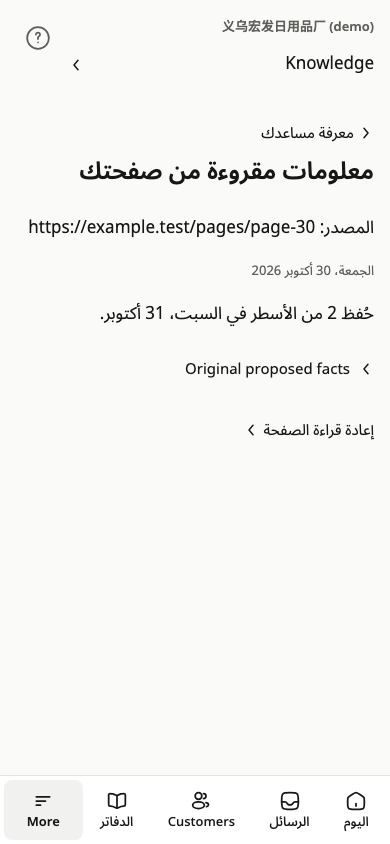 义乌宏发日用品厂 (demo)
Knowledge
معرفة مساعدك
معلومات مقروءة من صفحتك
المصدر: https://example.test/pages/page-30
الجمعة، 30 أكتوبر 2026
حُفظ 2 من الأسطر في السبت، 31 أكتوبر.
Original proposed facts
إعادة قراءة الصفحة
اليوم
الرسائل
Customers
الدفاتر
More